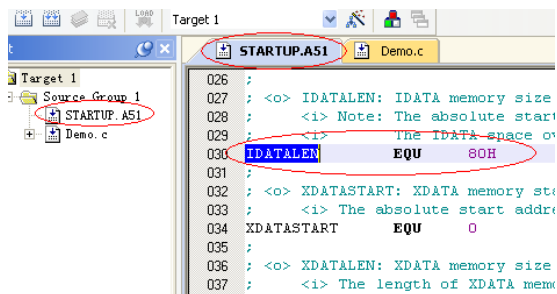 LOAD
Target 1
STARTUP.A51
Demo.c
Target 1
Source Group 1
STARTUP.A51
Demo.c
026 ;
027 ; <o> IDATALEN: IDATA memory size
028 ; <i> Note: The absolute start
029 ; <i> The IDATA space ov
030 IDATALEN EQU 80H
031 ;
032 ; <o> XDATASTART: XDATA memory sta
033 ; <i> The absolute start addre
034 XDATASTART EQU 0
035 ;
036 ; <o> XDATALEN: XDATA memory size
037 ; <i> The length of XDATA memo